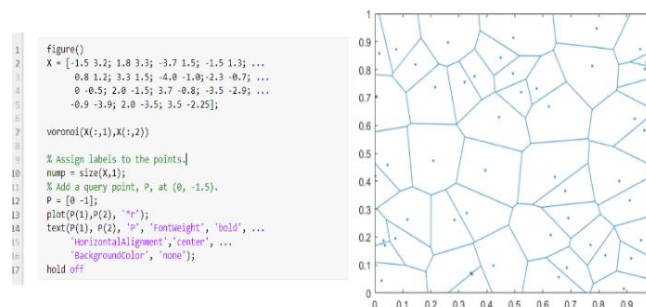 1 figure()
2 X = [-1.5 3.2; 1.8 3.3; -3.7 1.5; -1.5 1.3; ...
3 0.8 1.2; 3.3 1.5; -4.0 -1.0;-2.3 -0.7; ...
4 0 -0.5; 2.0 -1.5; 3.7 -0.8; -3.5 -2.9; ...
5 -0.9 -3.9; 2.0 -3.5; 3.5 -2.25];
7 voronoi(X(:,1),X(:,2))
9 % Assign labels to the points.
10 nump = size(X,1);
11 % Add a query point, P, at (0, -1.5).
12 P = [0 -1];
13 plot(P(1),P(2), '*r');
14 text(P(1), P(2), 'P', 'FontWeight', 'bold', ...
15 'HorizontalAlignment','center', ...
16 'BackgroundColor', 'none');
17 hold off
1
0.9
0.8
0.7
0.6
0.5
0.4
0.3
0.2
0.1
0
0 0.1 0.2 0.3 0.4 0.5 0.6 0.7 0.8 0.9